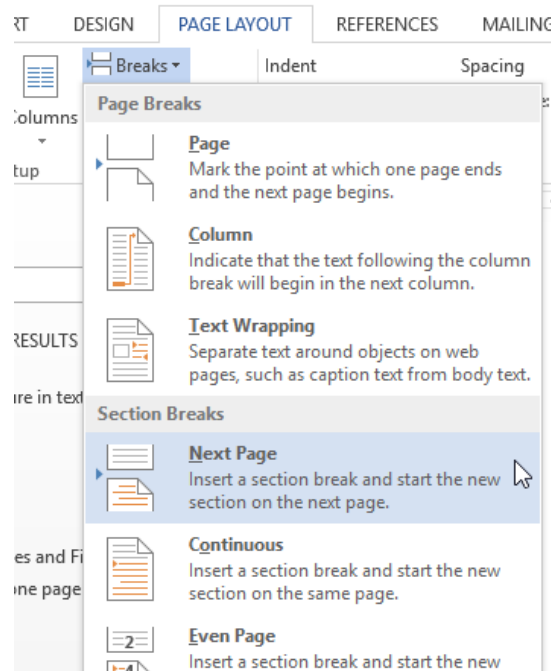 DESIGN PAGE LAYOUT REFERENCES MAILING
Breaks Indent Spacing
Columns
Page Breaks
Page
Mark the point at which one page ends
and the next page begins.
Column
Indicate that the text following the column
break will begin in the next column.
Text Wrapping
Separate text around objects on web
pages, such as caption text from body text.
RESULTS
ure in text
Section Breaks
Next Page
Insert a section break and start the new
section on the next page.
Continuous
Insert a section break and start the new
section on the same page.
es and Fi
one page
Even Page
2
Insert a section break and start the new
4